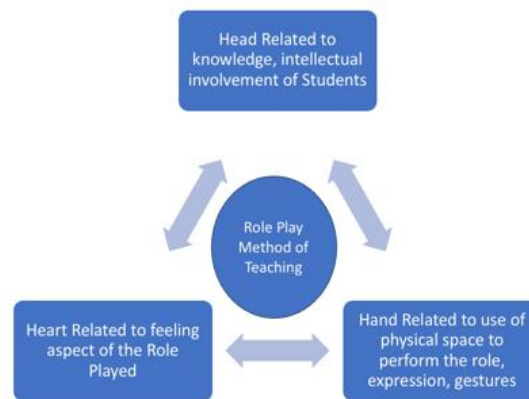 Head Related to
knowledge, intellectual
involvement of Students
Role Play
Method of
Teaching
Heart Related to feeling
aspect of the Role
Played
Hand Related to use of
physical space to
perform the role,
expression, gestures